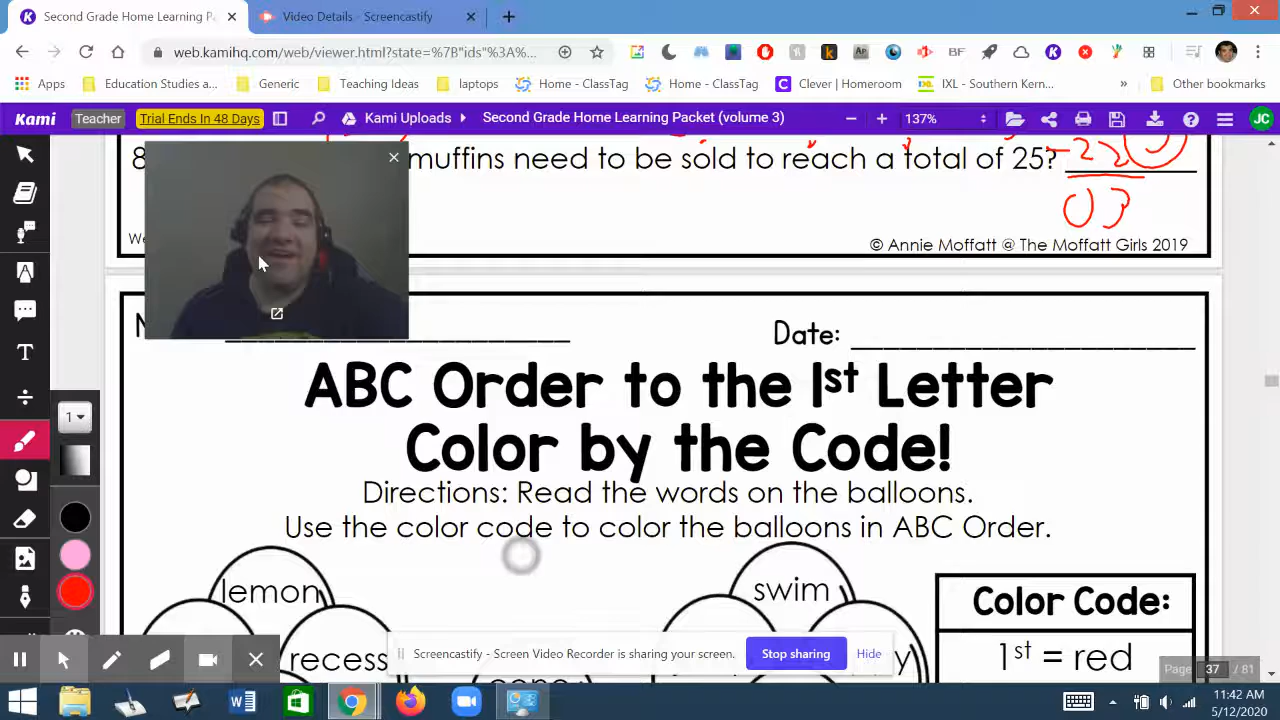 Second Grade Home Learning Pa
Video Details - Screencastify
web.kamihq.com/web/viewer.html?state=%7B"ids"%3A%...
Apps
Education Studies a...
Generic
Teaching Ideas
laptops
Home - ClassTag
Home - ClassTag
Clever | Homeroom
IXL - Southern Kern...
»
Other bookmarks
Kami
Teacher
Trial Ends In 48 Days
Kami Uploads
Second Grade Home Learning Packet (volume 3)
137%
JC
8
muffins need to be sold to reach a total of 25?
-22
03
We
© Annie Moffatt @ The Moffatt Girls 2019
N
Date:
ABC Order to the 1st Letter
Color by the Code!
Directions: Read the words on the balloons.
Use the color code to color the balloons in ABC Order.
lemon
swim
Color Code:
recess
1st = red
Screencastify - Screen Video Recorder is sharing your screen.
Stop sharing
Hide
Page 37 / 81
11:42 AM
5/12/2020